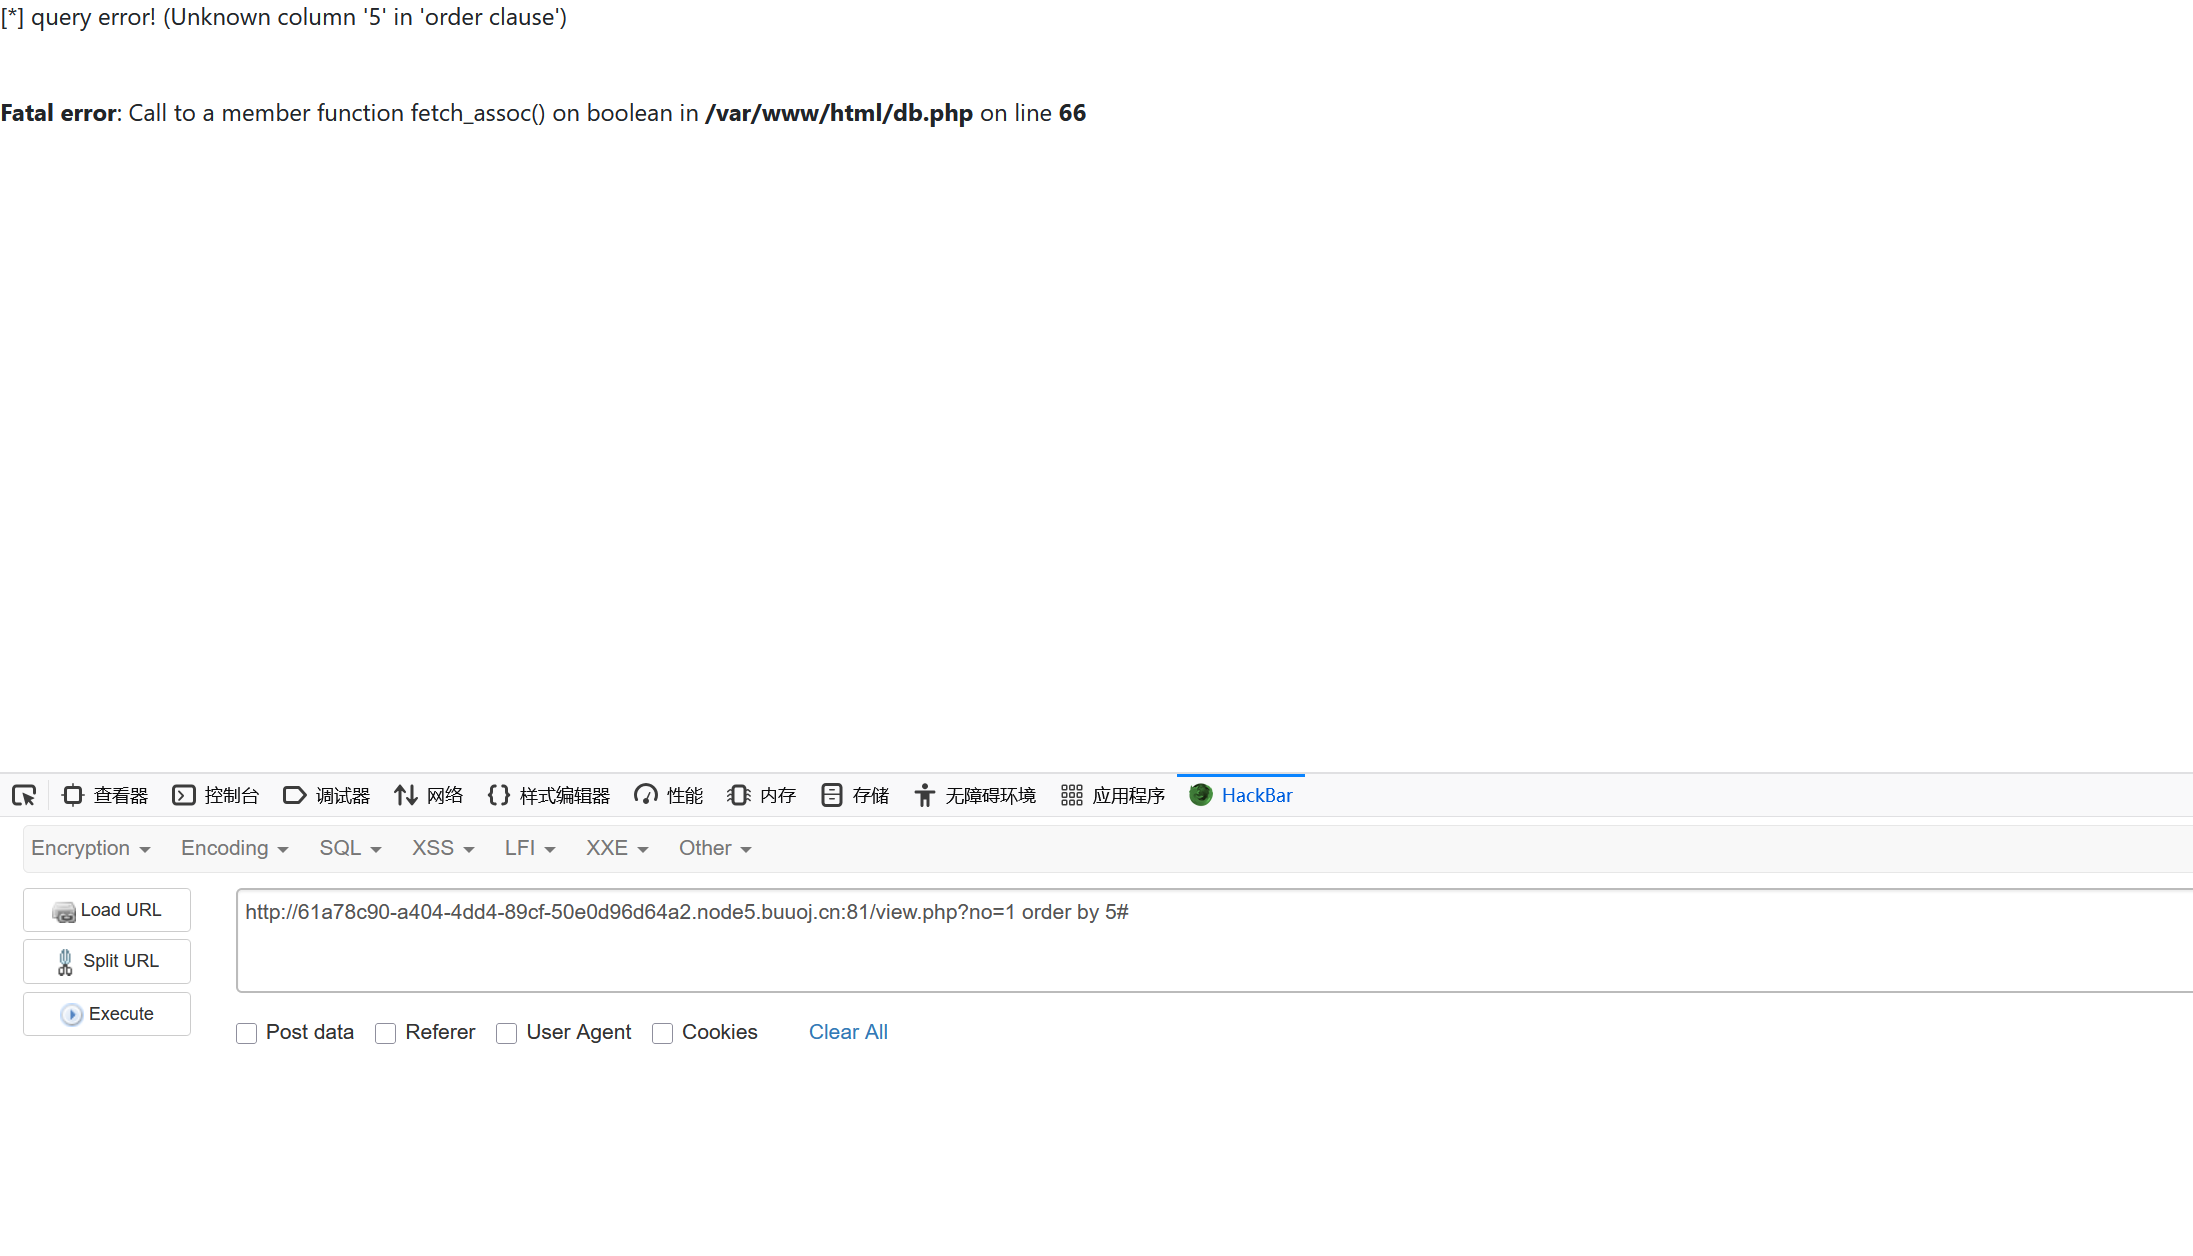 [*] query error! (Unknown column '5' in 'order clause')
Fatal error: Call to a member function fetch_assoc() on boolean in /var/www/html/db.php on line 66
查看器 控制台 调试器 网络 样式编辑器 性能 内存 存储 无障碍环境 应用程序 HackBar
Encryption Encoding SQL XSS LFI XXE Other
Load URL
http://61a78c90-a404-4dd4-89cf-50e0d96d64a2.node5.buuoj.cn:81/view.php?no=1 order by 5#
Split URL
Execute
Post data Referer User Agent Cookies Clear All